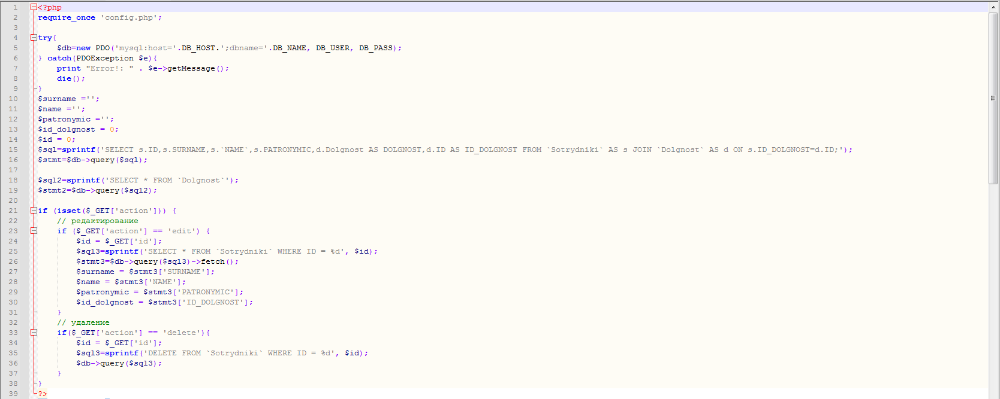 1 <?php
2 require_once 'config.php';
3
4 try{
5 $db=new PDO('mysql:host='.DB_HOST.';dbname='.DB_NAME, DB_USER, DB_PASS);
6 } catch(PDOException $e){
7 print "Error!: " . $e->getMessage();
8 die();
9 }
10 $surname ='';
11 $name ='';
12 $patronymic ='';
13 $id_dolgnost = 0;
14 $id = 0;
15 $sql=sprintf('SELECT s.ID,s.SURNAME,s.`NAME`,s.PATRONYMIC,d.Dolgnost AS DOLGNOST,d.ID AS ID_DOLGNOST FROM `Sotrydniki` AS s JOIN `Dolgnost` AS d ON s.ID_DOLGNOST=d.ID;');
16 $stmt=$db->query($sql);
17
18 $sql2=sprintf('SELECT * FROM `Dolgnost`');
19 $stmt2=$db->query($sql2);
20
21 if (isset($_GET['action'])) {
22 // редактирование
23 if ($_GET['action'] == 'edit') {
24 $id = $_GET['id'];
25 $sql3=sprintf('SELECT * FROM `Sotrydniki` WHERE ID = %d', $id);
26 $stmt3=$db->query($sql3)->fetch();
27 $surname = $stmt3['SURNAME'];
28 $name = $stmt3['NAME'];
29 $patronymic = $stmt3['PATRONYMIC'];
30 $id_dolgnost = $stmt3['ID_DOLGNOST'];
31 }
32 // удаление
33 if($_GET['action'] == 'delete'){
34 $id = $_GET['id'];
35 $sql3=sprintf('DELETE FROM `Sotrydniki` WHERE ID = %d', $id);
36 $db->query($sql3);
37 }
38 }
39 ?>